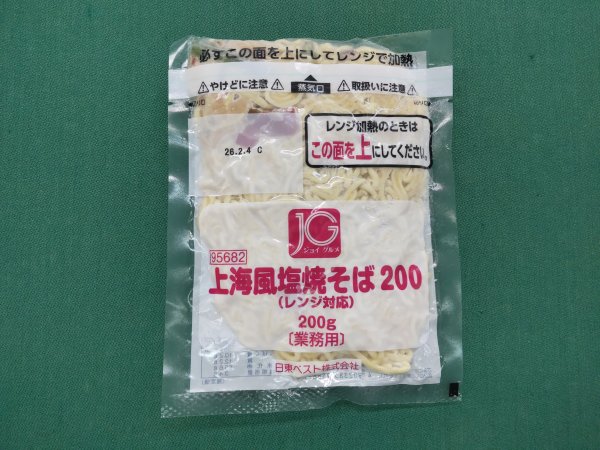 必ずこの面を上にしてレンジで加熱
⚠やけどに注意⚠ 蒸気口 ⚠取扱いに注意⚠
レンジ加熱のときは
この面を上にしてください。
26.2.4 C
JG
ジョイ グルメ
95682
上海風塩焼そば200
(レンジ対応)
200g
〔業務用〕
日東ベスト株式会社